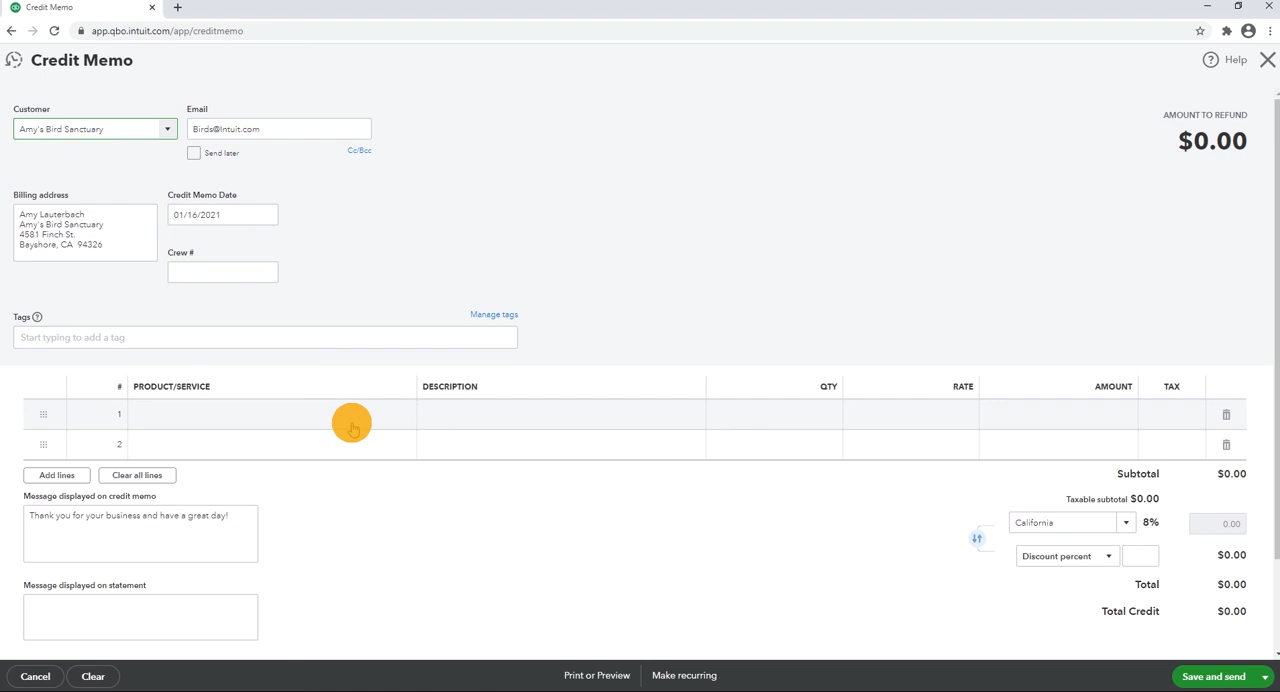 qb Credit Memo
app.qbo.intuit.com/app/creditmemo
Credit Memo
? Help
Customer
Email
Amy's Bird Sanctuary
Birds@Intuit.com
Send later
Cc/Bcc
AMOUNT TO REFUND
$0.00
Billing address
Credit Memo Date
Amy Lauterbach
Amy's Bird Sanctuary
4581 Finch St.
Bayshore, CA 94326
01/16/2021
Crew #
Tags ?
Manage tags
Start typing to add a tag
# PRODUCT/SERVICE DESCRIPTION QTY RATE AMOUNT TAX
1
2
Add lines
Clear all lines
Subtotal $0.00
Message displayed on credit memo
Taxable subtotal $0.00
Thank you for your business and have a great day!
California 8% 0.00
Discount percent $0.00
Message displayed on statement
Total $0.00
Total Credit $0.00
Cancel
Clear
Print or Preview
Make recurring
Save and send